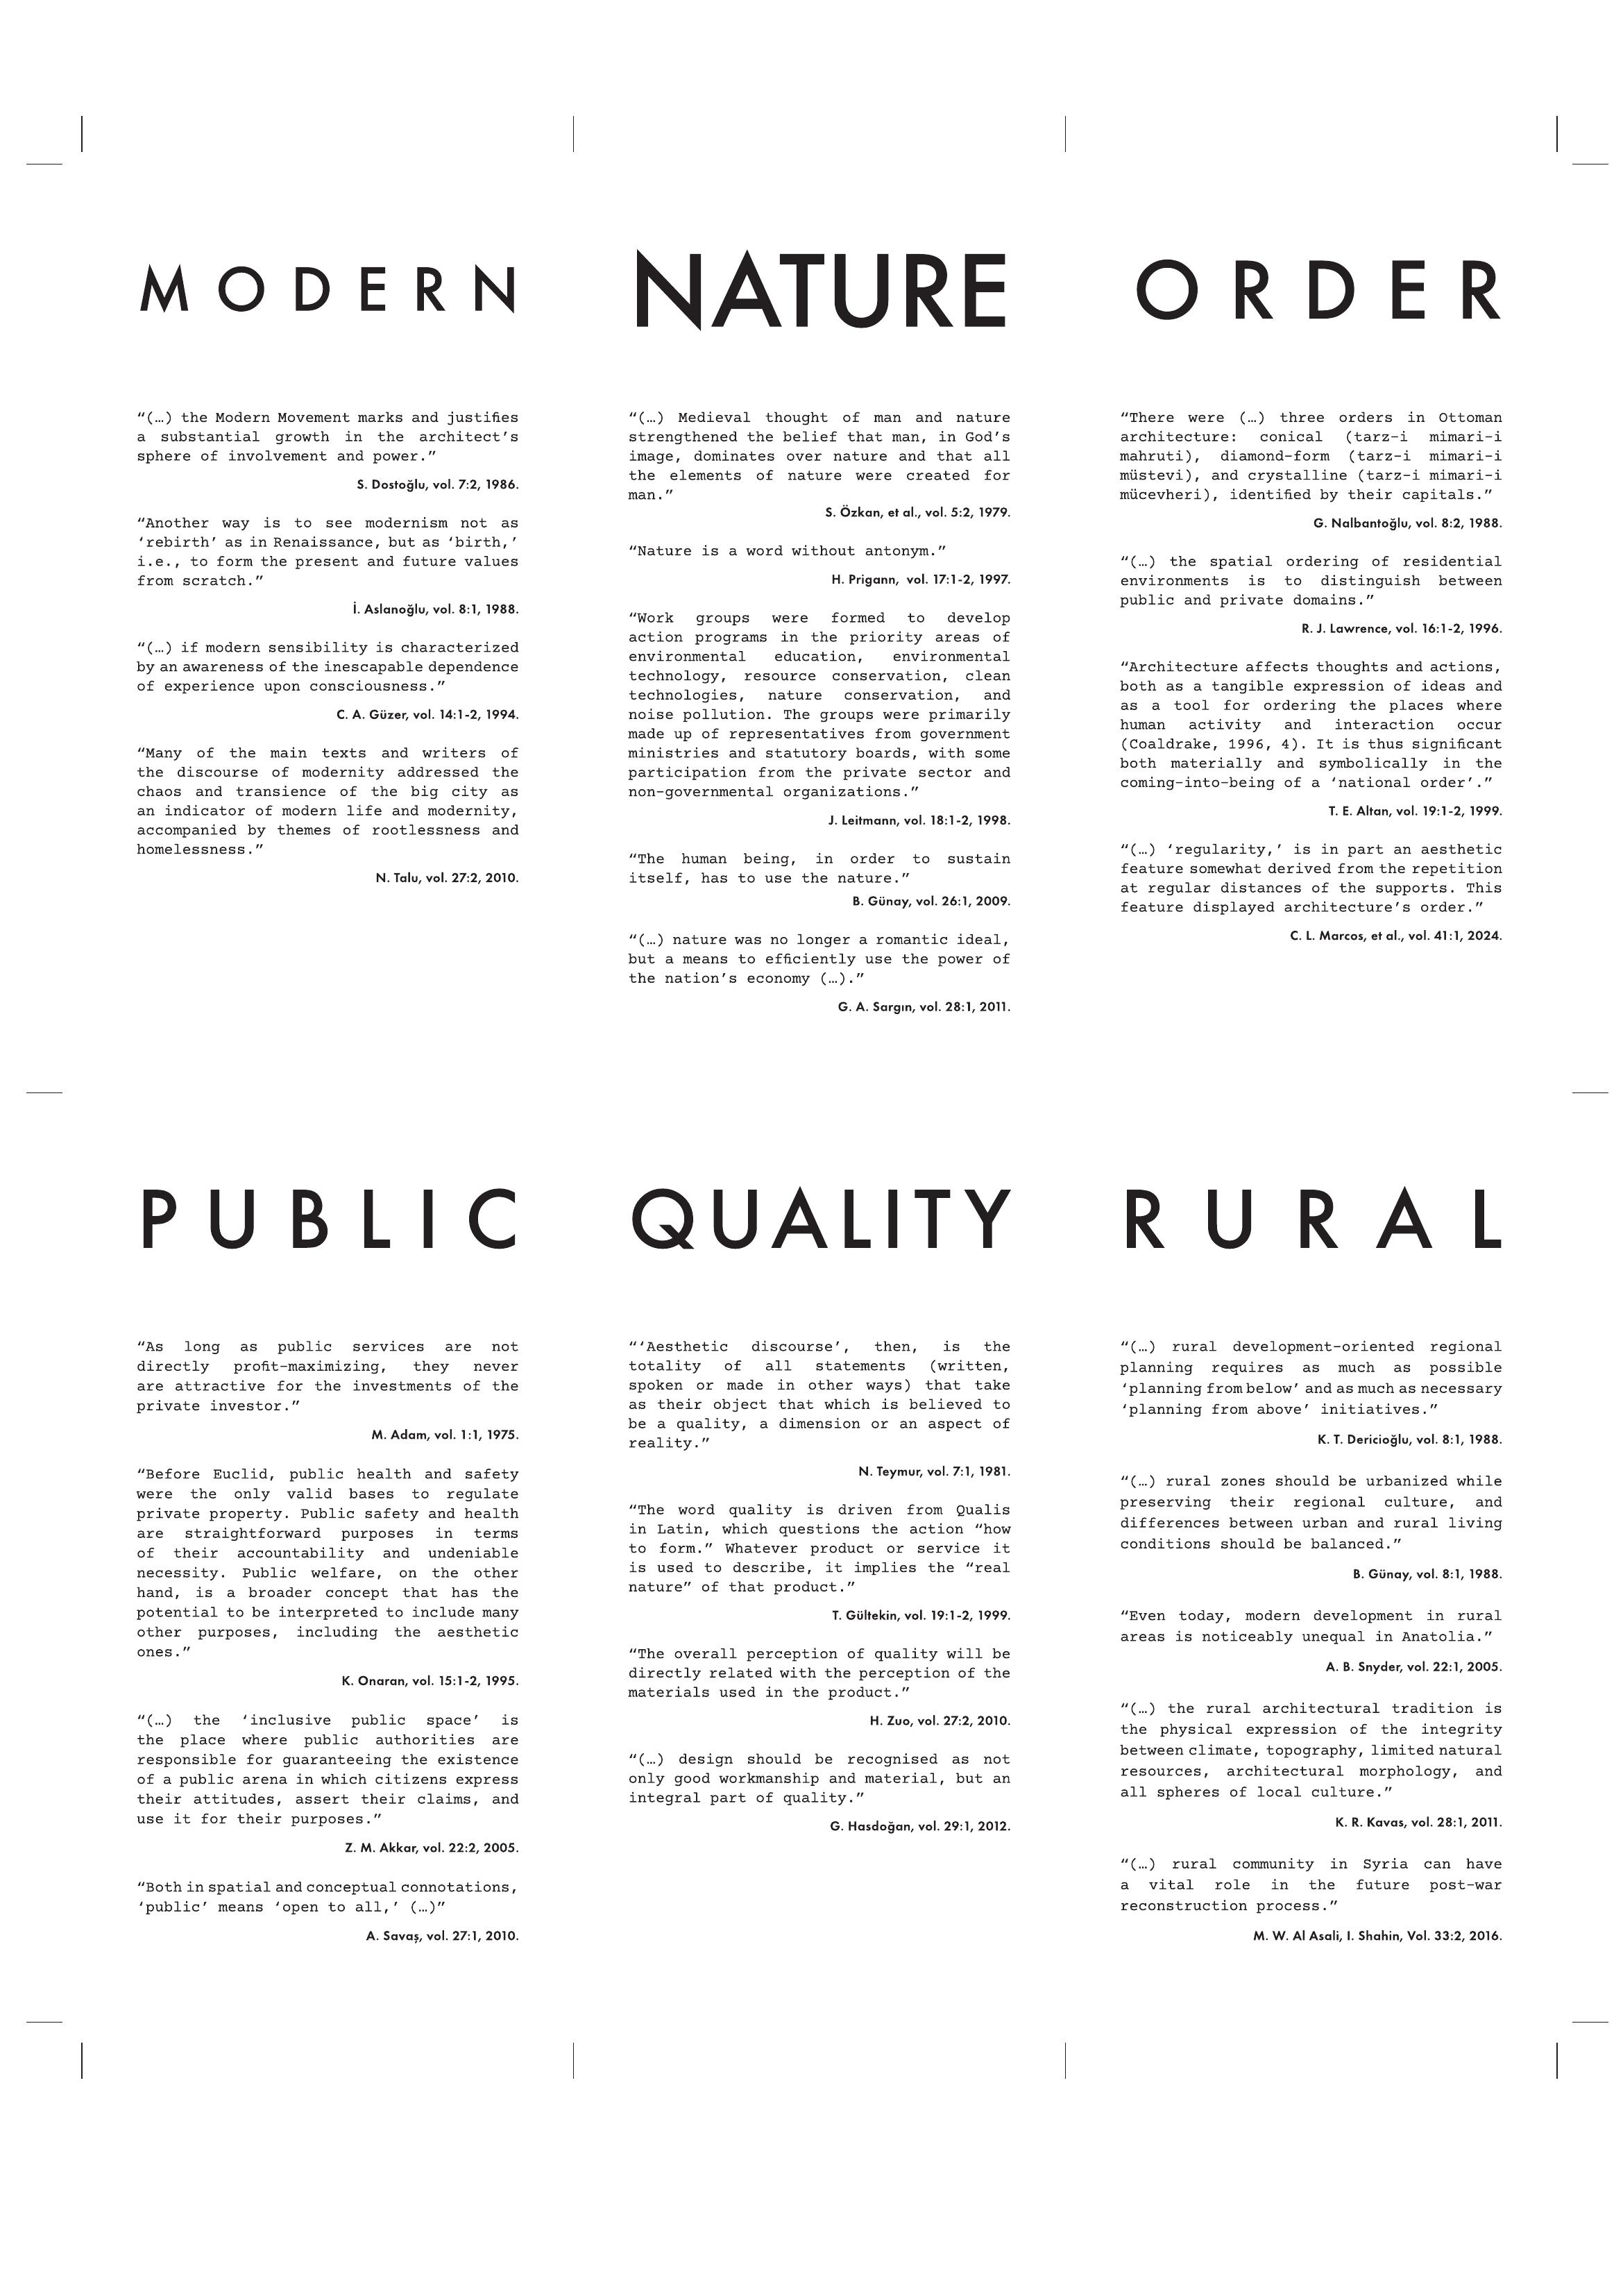 MODERN
“(…) the Modern Movement marks and justifies
a substantial growth in the architect’s
sphere of involvement and power.”
S. Dostoğlu, vol. 7:2, 1986.
“Another way is to see modernism not as
‘rebirth’ as in Renaissance, but as ‘birth,’
i.e., to form the present and future values
from scratch.”
İ. Aslanoğlu, vol. 8:1, 1988.
“(…) if modern sensibility is characterized
by an awareness of the inescapable dependence
of experience upon consciousness.”
C. A. Güzer, vol. 14:1-2, 1994.
“Many of the main texts and writers of
the discourse of modernity addressed the
chaos and transience of the big city as
an indicator of modern life and modernity,
accompanied by themes of rootlessness and
homelessness.”
N. Talu, vol. 27:2, 2010.
NATURE
“(…) Medieval thought of man and nature
strengthened the belief that man, in God’s
image, dominates over nature and that all
the elements of nature were created for
man.”
S. Özkan, et al., vol. 5:2, 1979.
“Nature is a word without antonym.”
H. Prigann, vol. 17:1-2, 1997.
“Work groups were formed to develop
action programs in the priority areas of
environmental education, environmental
technology, resource conservation, clean
technologies, nature conservation, and
noise pollution. The groups were primarily
made up of representatives from government
ministries and statutory boards, with some
participation from the private sector and
non-governmental organizations.”
J. Leitmann, vol. 18:1-2, 1998.
“The human being, in order to sustain
itself, has to use the nature.”
B. Günay, vol. 26:1, 2009.
“(…) nature was no longer a romantic ideal,
but a means to efficiently use the power of
the nation’s economy (…).”
G. A. Sargın, vol. 28:1, 2011.
ORDER
“There were (…) three orders in Ottoman
architecture: conical (tarz-i mimari-i
mahruti), diamond-form (tarz-i mimari-i
müstevi), and crystalline (tarz-i mimari-i
mücevheri), identified by their capitals.”
G. Nalbantoğlu, vol. 8:2, 1988.
“(…) the spatial ordering of residential
environments is to distinguish between
public and private domains.”
R. J. Lawrence, vol. 16:1-2, 1996.
“Architecture affects thoughts and actions,
both as a tangible expression of ideas and
as a tool for ordering the places where
human activity and interaction occur
(Coaldrake, 1996, 4). It is thus significant
both materially and symbolically in the
coming-into-being of a ‘national order’.”
T. E. Altan, vol. 19:1-2, 1999.
“(…) ‘regularity,’ is in part an aesthetic
feature somewhat derived from the repetition
at regular distances of the supports. This
feature displayed architecture’s order.”
C. L. Marcos, et al., vol. 41:1, 2024.
PUBLIC
“As long as public services are not
directly profit-maximizing, they never
are attractive for the investments of the
private investor.”
M. Adam, vol. 1:1, 1975.
“Before Euclid, public health and safety
were the only valid bases to regulate
private property. Public safety and health
are straightforward purposes in terms
of their accountability and undeniable
necessity. Public welfare, on the other
hand, is a broader concept that has the
potential to be interpreted to include many
other purposes, including the aesthetic
ones.”
K. Onaran, vol. 15:1-2, 1995.
“(…) the ‘inclusive public space’ is
the place where public authorities are
responsible for guaranteeing the existence
of a public arena in which citizens express
their attitudes, assert their claims, and
use it for their purposes.”
Z. M. Akkar, vol. 22:2, 2005.
“Both in spatial and conceptual connotations,
‘public’ means ‘open to all,’ (…)”
A. Savaş, vol. 27:1, 2010.
QUALITY
“‘Aesthetic discourse’, then, is the
totality of all statements (written,
spoken or made in other ways) that take
as their object that which is believed to
be a quality, a dimension or an aspect of
reality.”
N. Teymur, vol. 7:1, 1981.
“The word quality is driven from Qualis
in Latin, which questions the action “how
to form.” Whatever product or service it
is used to describe, it implies the “real
nature” of that product.”
T. Gültekin, vol. 19:1-2, 1999.
“The overall perception of quality will be
directly related with the perception of the
materials used in the product.”
H. Zuo, vol. 27:2, 2010.
“(…) design should be recognised as not
only good workmanship and material, but an
integral part of quality.”
G. Hasdoğan, vol. 29:1, 2012.
RURAL
“(…) rural development-oriented regional
planning requires as much as possible
‘planning from below’ and as much as necessary
‘planning from above’ initiatives.”
K. T. Dericioğlu, vol. 8:1, 1988.
“(…) rural zones should be urbanized while
preserving their regional culture, and
differences between urban and rural living
conditions should be balanced.”
B. Günay, vol. 8:1, 1988.
“Even today, modern development in rural
areas is noticeably unequal in Anatolia.”
A. B. Snyder, vol. 22:1, 2005.
“(…) the rural architectural tradition is
the physical expression of the integrity
between climate, topography, limited natural
resources, architectural morphology, and
all spheres of local culture.”
K. R. Kavas, vol. 28:1, 2011.
“(…) rural community in Syria can have
a vital role in the future post-war
reconstruction process.”
M. W. Al Asali, I. Shahin, Vol. 33:2, 2016.